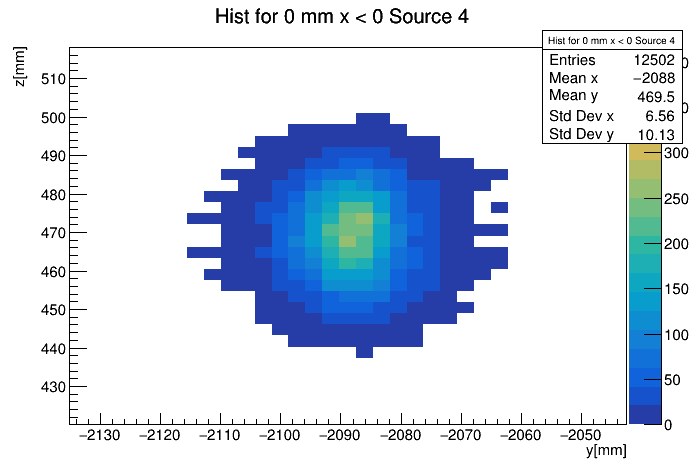 Hist for 0 mm x < 0 Source 4
z[mm]
Hist for 0 mm x < 0 Source 4
Entries 12502
Mean x −2088
Mean y 469.5
Std Dev x 6.56
Std Dev y 10.13
510
500
490
480
470
460
450
440
430
−2130 −2120 −2110 −2100 −2090 −2080 −2070 −2060 −2050
y[mm]
300
250
200
150
100
50
0